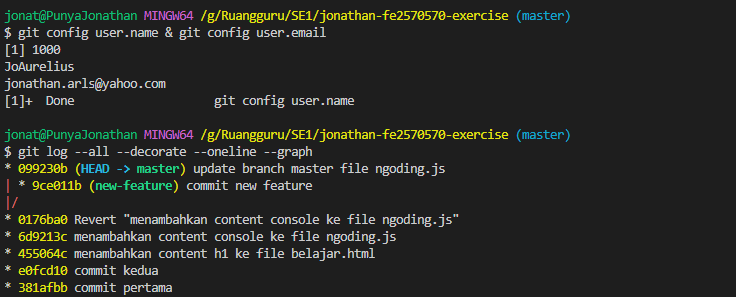 jonat@PunyaJonathan MINGW64 /g/Ruangguru/SE1/jonathan-fe2570570-exercise (master)
$ git config user.name & git config user.email
[1] 1000
JoAurelius
jonathan.arls@yahoo.com
[1]+  Done                    git config user.name

jonat@PunyaJonathan MINGW64 /g/Ruangguru/SE1/jonathan-fe2570570-exercise (master)
$ git log --all --decorate --oneline --graph
* 099230b (HEAD -> master) update branch master file ngoding.js
| * 9ce011b (new-feature) commit new feature
|/
* 0176ba0 Revert "menambahkan content console ke file ngoding.js"
* 6d9213c menambahkan content console ke file ngoding.js
* 455064c menambahkan content h1 ke file belajar.html
* e0fcd10 commit kedua
* 381afbb commit pertama